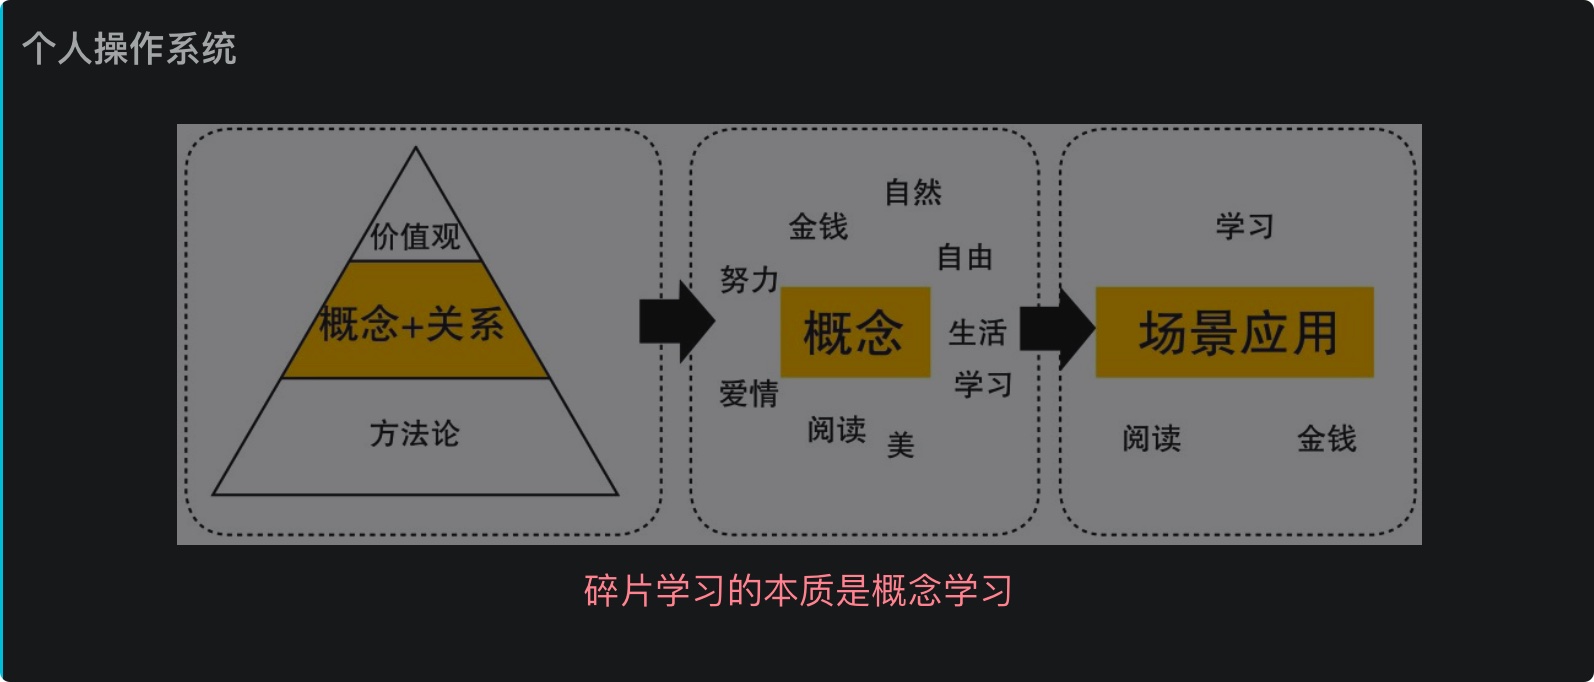 个人操作系统
价值观
概念+关系
方法论
自然
金钱
自由
努力
概念
生活
学习
爱情
阅读
美
学习
场景应用
阅读
金钱
碎片学习的本质是概念学习